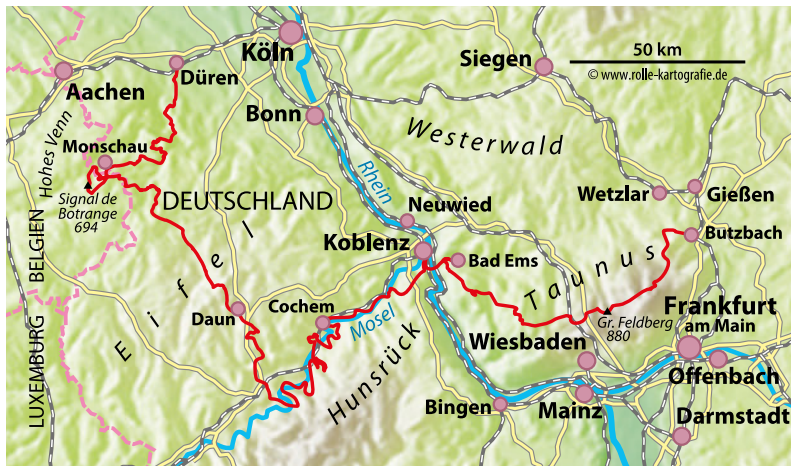 Köln
Siegen
50 km
© www.rolle-kartografie.de
Aachen
Düren
Bonn
Westerwald
Hohes Venn
Monschau
Rhein
Wetzlar
Gießen
Signal de
Botrange
694
DEUTSCHLAND
Neuwied
BELGIEN
Koblenz
Butzbach
Bad Ems
Taunus
Eifel
Daun
Cochem
Mosel
Gr. Feldberg
880
Frankfurt
am Main
LUXEMBURG
Hunsrück
Wiesbaden
Offenbach
Bingen
Mainz
Darmstadt